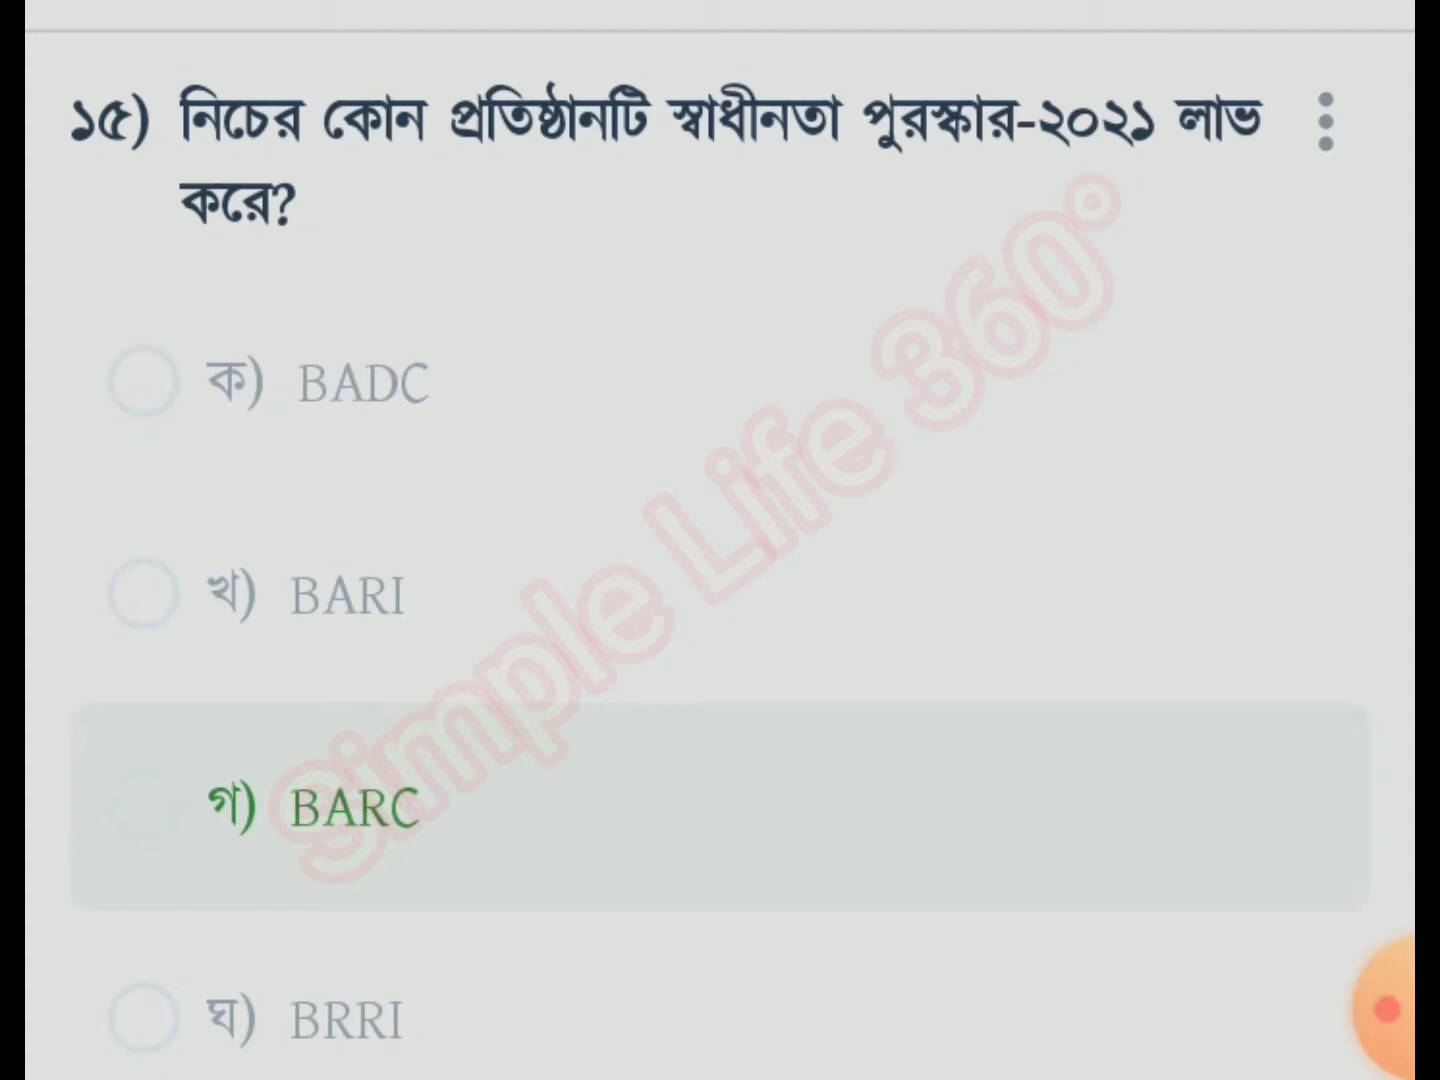 ১৫) নিচের কোন প্রতিষ্ঠানটি স্বাধীনতা পুরস্কার-২০২১ লাভ
করে?
ক) BADC
খ) BARI
গ) BARC
ঘ) BRRI
Simple Life 360°